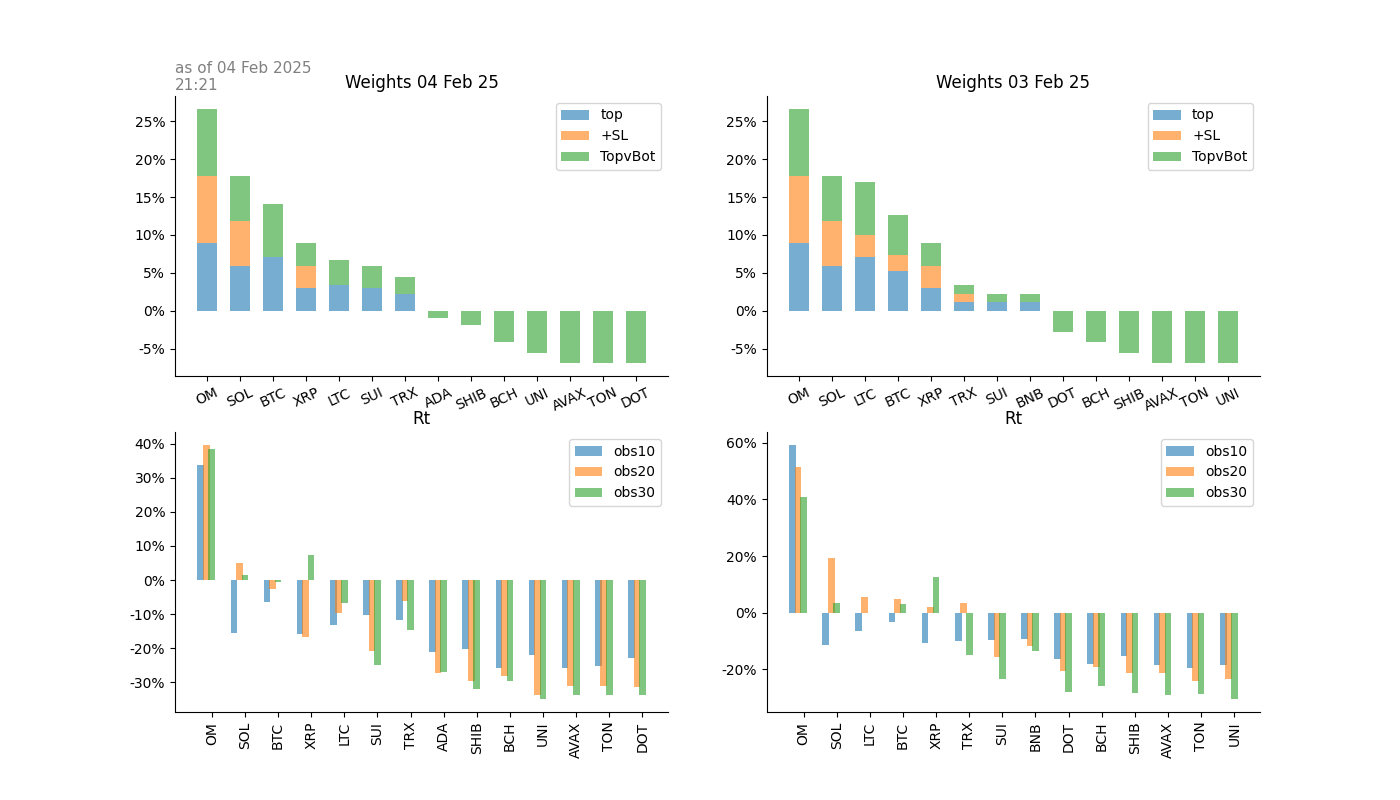 as of 04 Feb 2025
21:21
Weights 04 Feb 25
25%
20%
15%
10%
5%
0%
-5%
top
+SL
TopvBot
OM SOL BTC XRP LTC SUI TRX ADA SHIB BCH UNI AVAX TON DOT
Weights 03 Feb 25
25%
20%
15%
10%
5%
0%
-5%
top
+SL
TopvBot
OM SOL LTC BTC XRP TRX SUI BNB DOT BCH SHIB AVAX TON UNI
Rt
40%
30%
20%
10%
0%
-10%
-20%
-30%
obs10
obs20
obs30
OM SOL BTC XRP LTC SUI TRX ADA SHIB BCH UNI AVAX TON DOT
Rt
60%
40%
20%
0%
-20%
obs10
obs20
obs30
OM SOL LTC BTC XRP TRX SUI BNB DOT BCH SHIB AVAX TON UNI